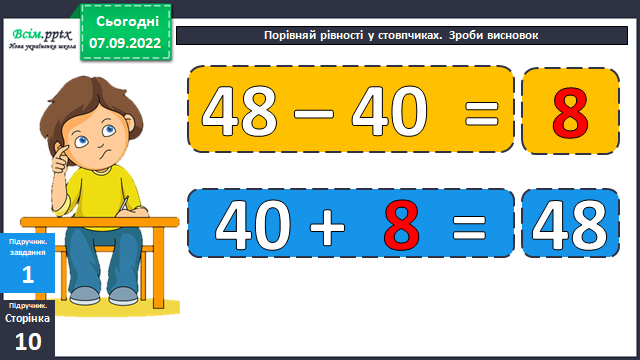 Всім.pptx
Нова українська школа
Сьогодні
07.09.2022
Порівняй рівності у стовпчиках. Зроби висновок
48 – 40 = 8
40 + 8 = 48
Підручник.
завдання
1
Підручник.
Сторінка
10